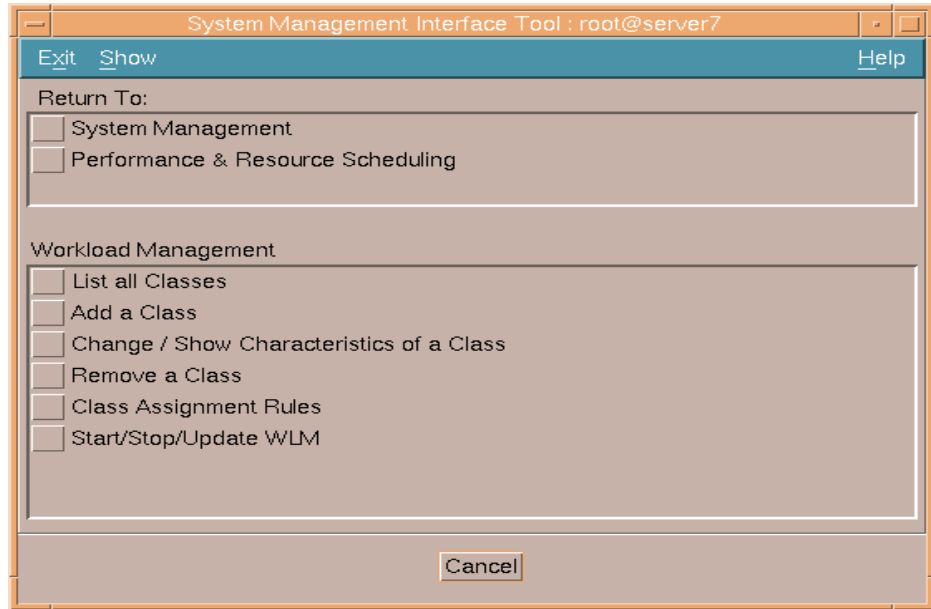 System Management Interface Tool : root@server7
Exit Show Help
Return To:
System Management
Performance & Resource Scheduling
Workload Management
List all Classes
Add a Class
Change / Show Characteristics of a Class
Remove a Class
Class Assignment Rules
Start/Stop/Update WLM
Cancel